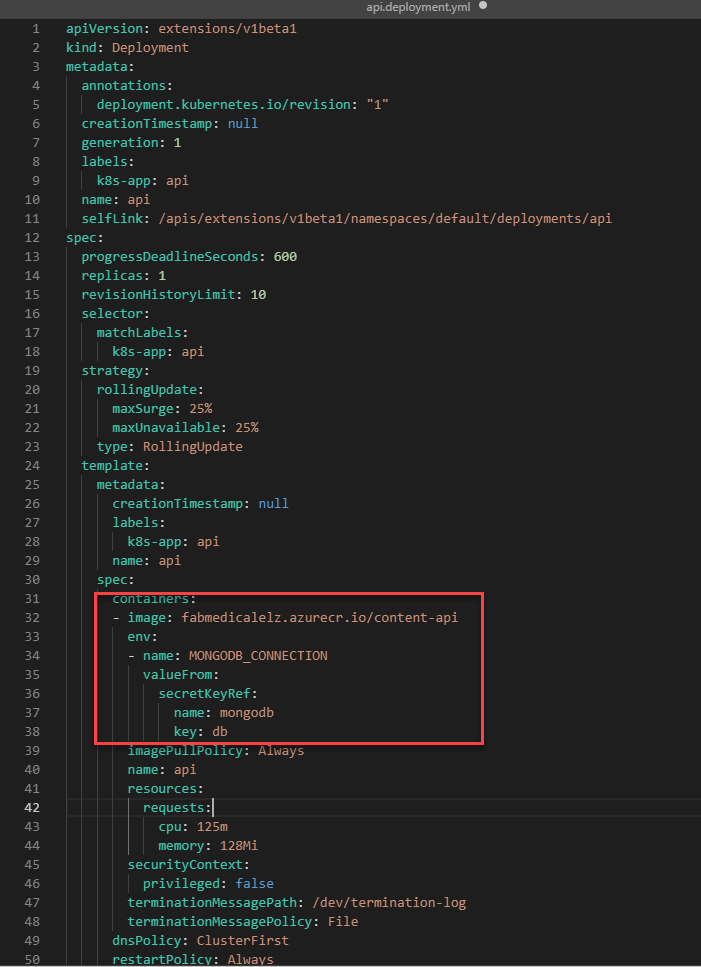 api.deployment.yml
1 apiVersion: extensions/v1beta1
2 kind: Deployment
3 metadata:
4   annotations:
5     deployment.kubernetes.io/revision: "1"
6   creationTimestamp: null
7   generation: 1
8   labels:
9     k8s-app: api
10   name: api
11   selfLink: /apis/extensions/v1beta1/namespaces/default/deployments/api
12 spec:
13   progressDeadlineSeconds: 600
14   replicas: 1
15   revisionHistoryLimit: 10
16   selector:
17     matchLabels:
18       k8s-app: api
19   strategy:
20     rollingUpdate:
21       maxSurge: 25%
22       maxUnavailable: 25%
23     type: RollingUpdate
24   template:
25     metadata:
26       creationTimestamp: null
27       labels:
28         k8s-app: api
29       name: api
30     spec:
31       containers:
32       - image: fabmedicalelz.azurecr.io/content-api
33         env:
34         - name: MONGODB_CONNECTION
35           valueFrom:
36             secretKeyRef:
37               name: mongodb
38               key: db
39         imagePullPolicy: Always
40         name: api
41         resources:
42           requests:
43             cpu: 125m
44             memory: 128Mi
45         securityContext:
46           privileged: false
47         terminationMessagePath: /dev/termination-log
48         terminationMessagePolicy: File
49       dnsPolicy: ClusterFirst
50       restartPolicy: Always